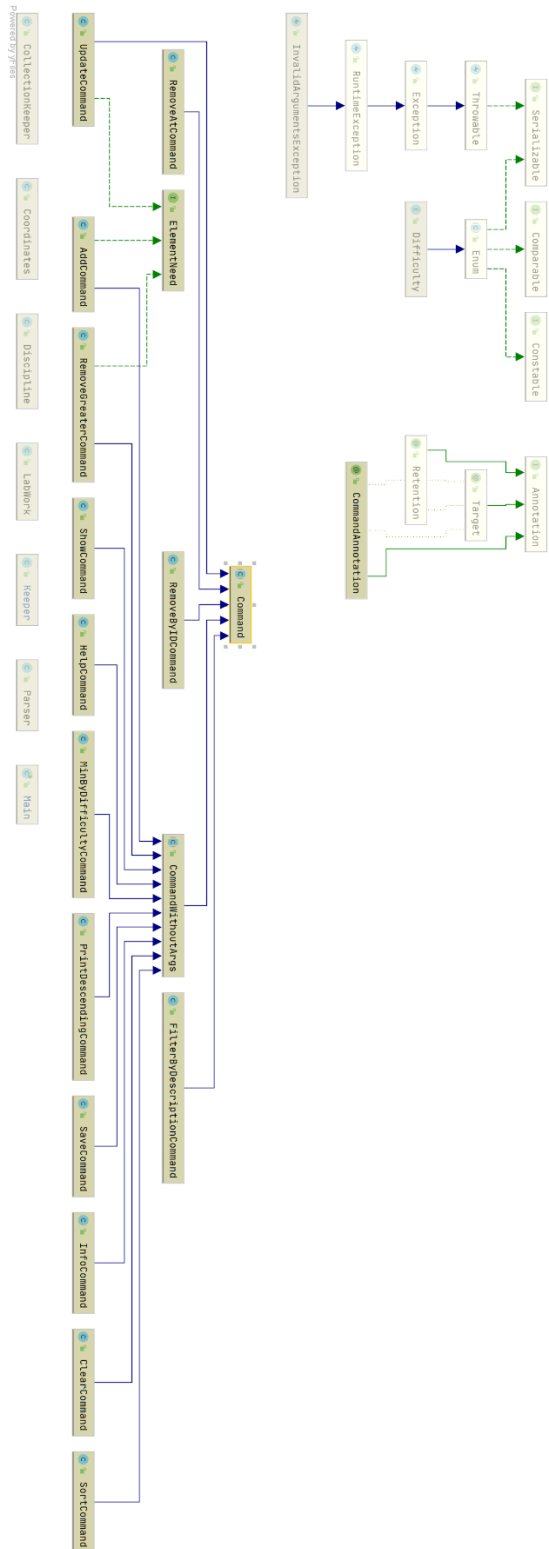 Serializable
Comparable
Constable
Annotation
Throwable
Enum
Target
Exception
Difficulty
Retention
RuntimeException
CommandAnnotation
InvalidArgumentsException
Command
RemoveAtCommand
ElementNeed
RemoveByIDCommand
CommandWithoutArgs
FilterByDescriptionCommand
UpdateCommand
AddCommand
RemoveGreaterCommand
ShowCommand
HelpCommand
MinByDifficultyCommand
PrintDescendingCommand
SaveCommand
InfoCommand
ClearCommand
SortCommand
CollectionKeeper
Coordinates
Discipline
LabWork
Keeper
Parser
Main
Powered by yFiles